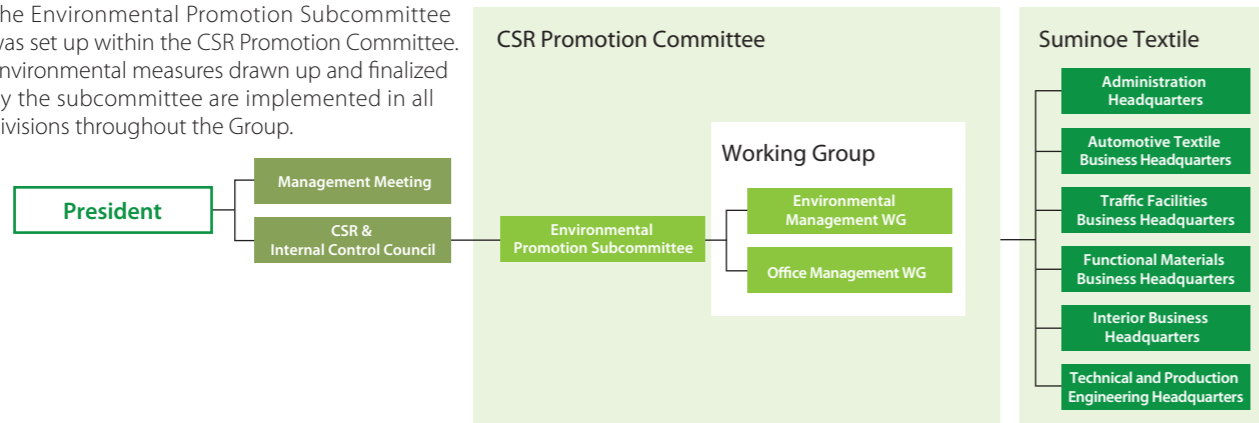 he Environmental Promotion Subcommittee
was set up within the CSR Promotion Committee.
nvironmental measures drawn up and finalized
y the subcommittee are implemented in all
ivisions throughout the Group.
President
Management Meeting
CSR &
Internal Control Council
CSR Promotion Committee
Environmental
Promotion Subcommittee
Working Group
Environmental
Management WG
Office Management WG
Suminoe Textile
Administration
Headquarters
Automotive Textile
Business Headquarters
Traffic Facilities
Business Headquarters
Functional Materials
Business Headquarters
Interior Business
Headquarters
Technical and Production
Engineering Headquarters